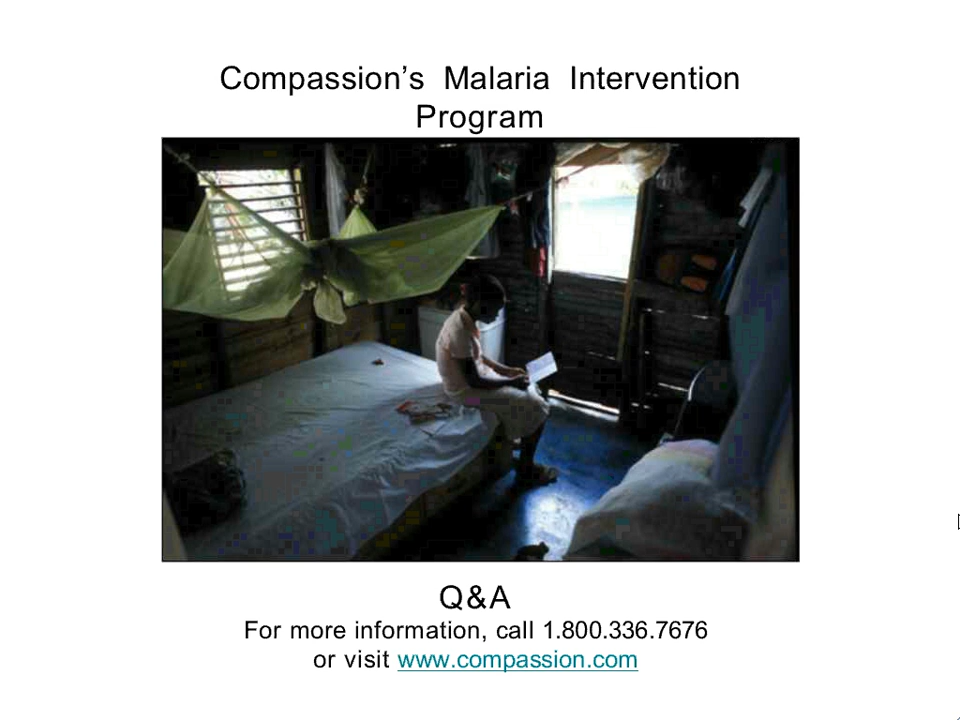 Compassion’s Malaria Intervention
Program
Q&A
For more information, call 1.800.336.7676
or visit www.compassion.com